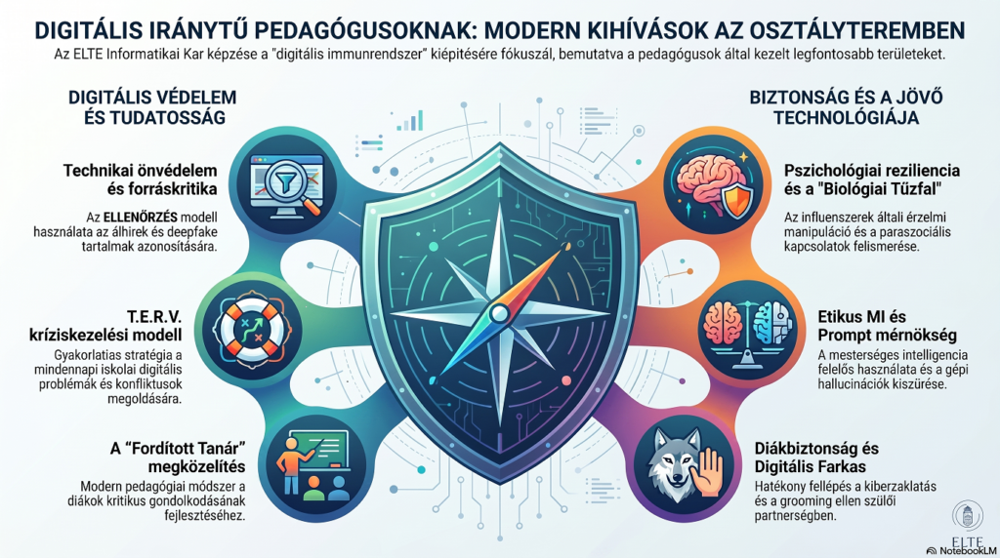 DIGITÁLIS IRÁNYTŰ PEDAGÓGUSOKNAK: MODERN KIHÍVÁSOK AZ OSZTÁLYTEREMBEN
Az ELTE Informatikai Kar képzése a "digitális immunrendszer" kiépítésére fókuszál, bemutatva a pedagógusok által kezelt legfontosabb területeket.
DIGITÁLIS VÉDELEM
ÉS TUDATOSSÁG
Technikai önvédelem
és forráskritika
Az ELLENŐRZÉS modell
használata az álhírek és deepfake
tartalmak azonosítására.
T.E.R.V.
kríziskezelési modell
Gyakorlatias stratégia a
mindennapi iskolai digitális
problémák és konfliktusok
megoldására.
A “Fordított Tanár”
megközelítés
Modern pedagógiai módszer a
diákok kritikus gondolkodásának
fejlesztéséhez.
BIZTONSÁG ÉS A JÖVŐ
TECHNOLÓGIÁJA
Pszichológiai reziliencia
és a "Biológiai Tűzfal"
Az influenszerek általi érzelmi
manipuláció és a paraszociális
kapcsolatok felismerése.
Etikus MI és
Prompt mérnökség
A mesterséges intelligencia
felelős használata és a gépi
hallucinációk kiszűrése.
Diákbiztonság és
Digitális Farkas
Hatékony fellépés a kiberzaklatás
és a grooming ellen szülői
partnerségben.
ELTE
NotebookLM